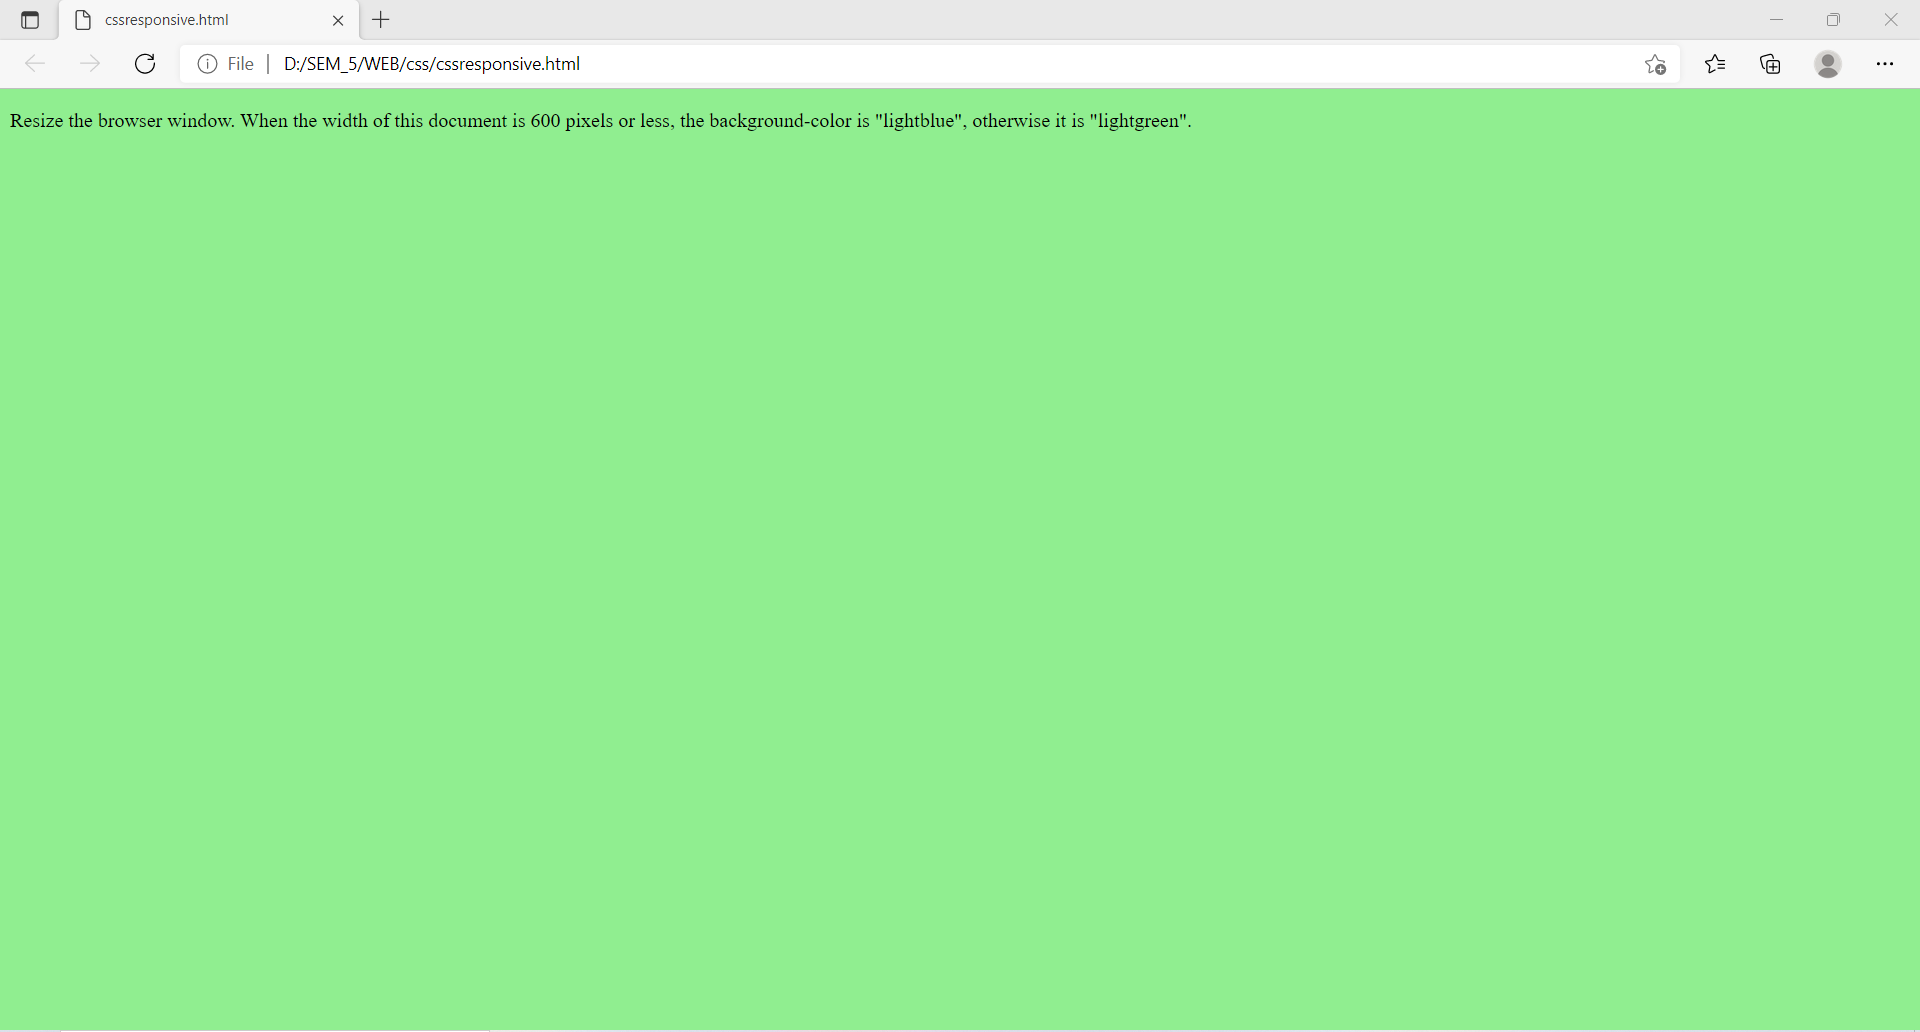 cssresponsive.html
File | D:/SEM_5/WEB/css/cssresponsive.html
Resize the browser window. When the width of this document is 600 pixels or less, the background-color is "lightblue", otherwise it is "lightgreen".